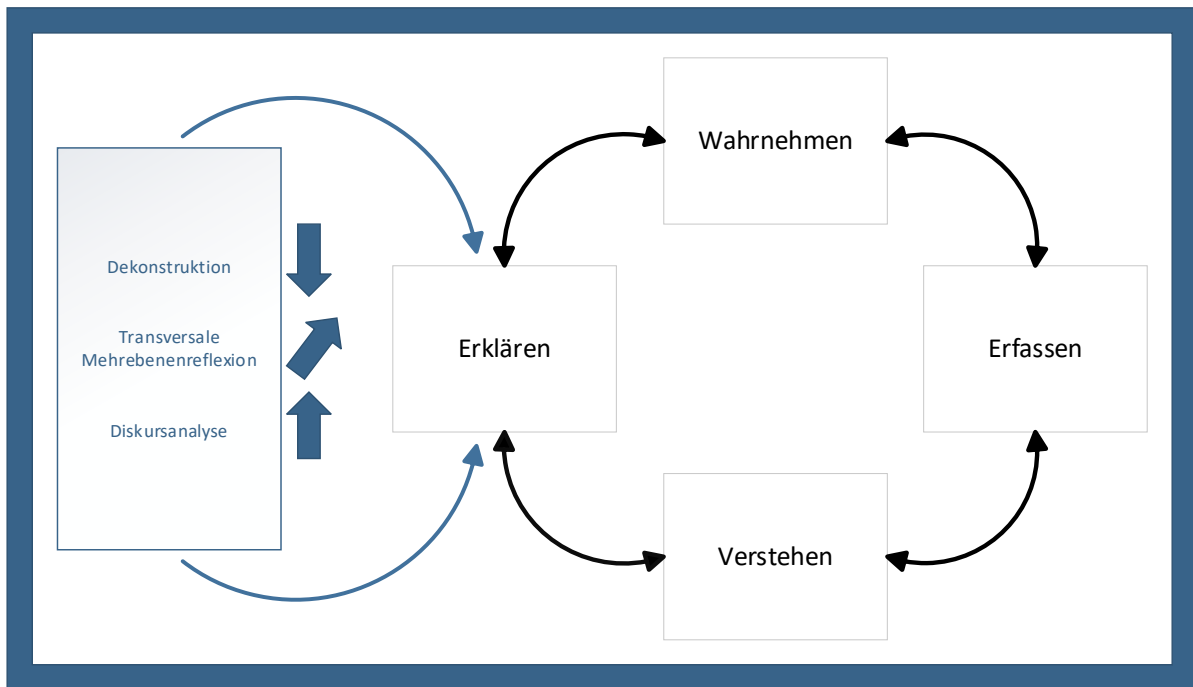 Wahrnehmen
Dekonstruktion
Transversale
Mehrebenenreflexion
Diskursanalyse
Erklären
Erfassen
Verstehen